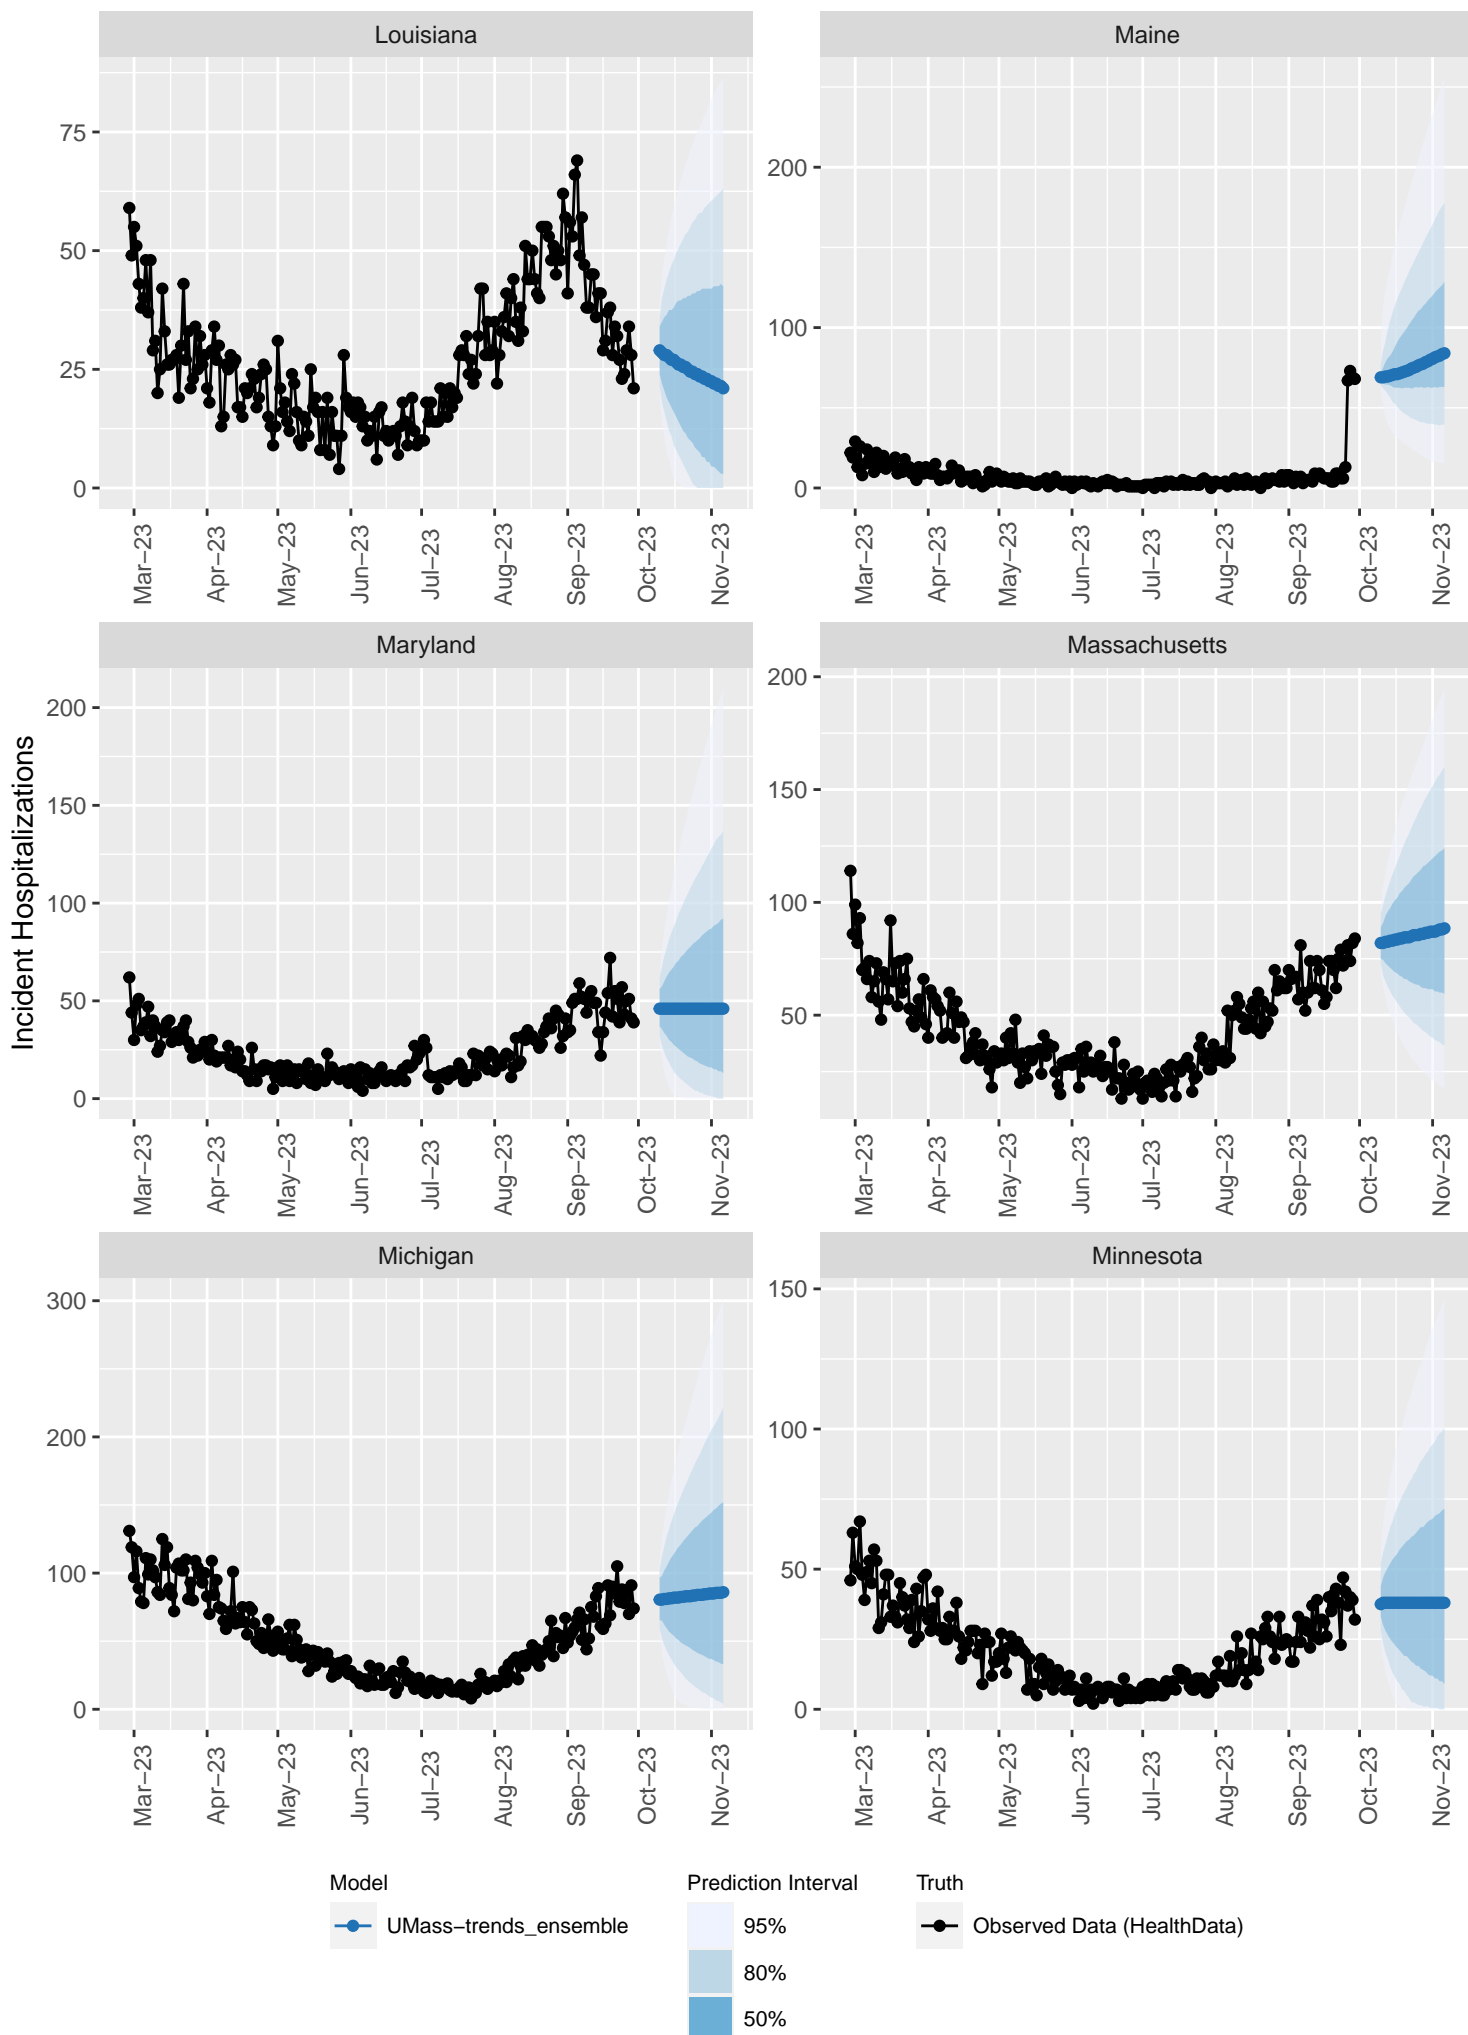 Louisiana
Maine
75
50
25
0
200
100
0
Mar−23
Apr−23
May−23
Jun−23
Jul−23
Aug−23
Sep−23
Oct−23
Nov−23
Mar−23
Apr−23
May−23
Jun−23
Jul−23
Aug−23
Sep−23
Oct−23
Nov−23
Maryland
Massachusetts
Incident Hospitalizations
200
150
100
50
0
200
150
100
50
Mar−23
Apr−23
May−23
Jun−23
Jul−23
Aug−23
Sep−23
Oct−23
Nov−23
Mar−23
Apr−23
May−23
Jun−23
Jul−23
Aug−23
Sep−23
Oct−23
Nov−23
Michigan
Minnesota
300
200
100
0
150
100
50
0
Mar−23
Apr−23
May−23
Jun−23
Jul−23
Aug−23
Sep−23
Oct−23
Nov−23
Mar−23
Apr−23
May−23
Jun−23
Jul−23
Aug−23
Sep−23
Oct−23
Nov−23
Model
UMass−trends_ensemble
Prediction Interval
95%
80%
50%
Truth
Observed Data (HealthData)